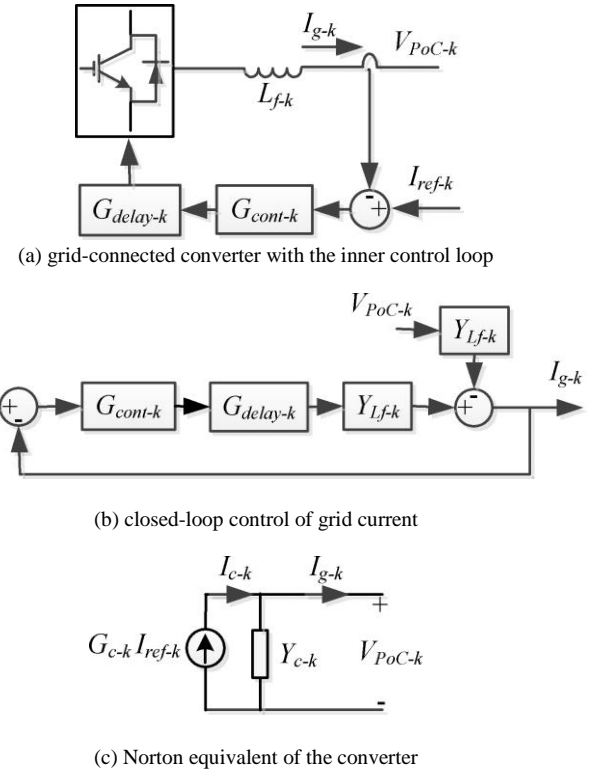 I_{g-k}
V_{PoC-k}
L_{f-k}
I_{ref-k}
G_{delay-k}
G_{cont-k}
- +
(a) grid-connected converter with the inner control loop
V_{PoC-k}
Y_{Lf-k}
I_{g-k}
+ -
G_{cont-k}
G_{delay-k}
Y_{Lf-k}
+ -
(b) closed-loop control of grid current
I_{c-k}
I_{g-k}
+
G_{c-k} I_{ref-k}
Y_{c-k}
V_{PoC-k}
-
(c) Norton equivalent of the converter